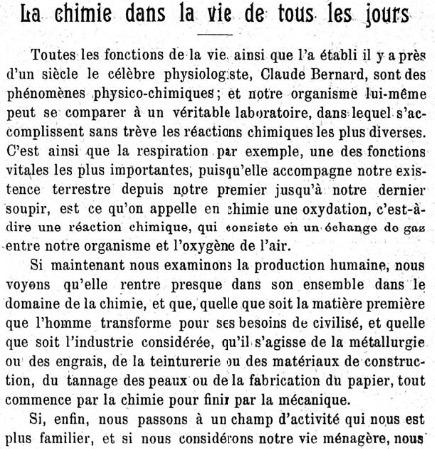 La chimie dans la vie de tous les jours
Toutes les fonctions de la vie, ainsi que l'a établi il y a près
d'un siècle le célèbre physiologiste, Claude Bernard, sont des
phénomènes physico-chimiques ; et notre organisme lui-même
peut se comparer à un véritable laboratoire, dans lequel s'ac-
complissent sans trève les réactions chimiques les plus diverses.
C'est ainsi que la respiration par exemple, une des fonctions
vitales les plus importantes, puisqu'elle accompagne notre exis-
tence terrestre depuis notre premier jusqu'à notre dernier
soupir, est ce qu'on appelle en chimie une oxydation, c'est-à-
dire une réaction chimique, qui consiste en un échange de gaz
entre notre organisme et l'oxygène de l'air.
Si maintenant nous examinons la production humaine, nous
voyons qu'elle rentre presque dans son ensemble dans le
domaine de la chimie, et que, quelle que soit la matière première
que l'homme transforme pour ses besoins de civilisé, et quelle
que soit l'industrie considérée, qu'il s'agisse de la métallurgie
ou des engrais, de la teinturerie ou des matériaux de construc-
tion, du tannage des peaux ou de la fabrication du papier, tout
commence par la chimie pour finir par la mécanique.
Si, enfin, nous passons à un champ d'activité qui nous est
plus familier, et si nous considérons notre vie ménagère, nous